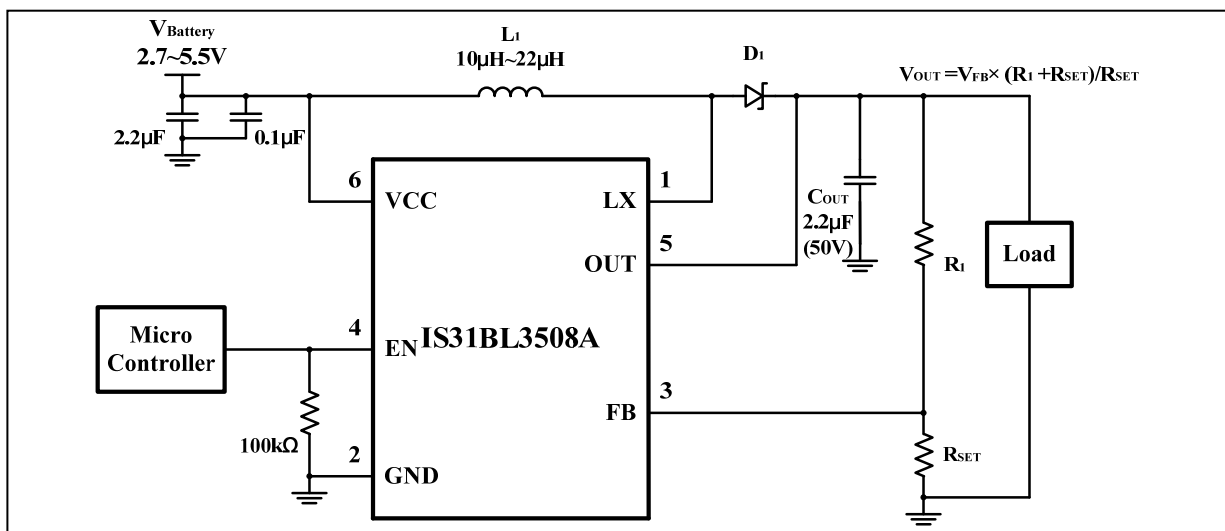 VBattery
2.7~5.5V
L1
10µH~22µH
D1
VOUT =VFB× (R1 +RSET)/RSET
2.2µF
0.1µF
6
VCC
1
LX
COUT
2.2µF
(50V)
5
OUT
R1
Load
Micro
Controller
4
EN
IS31BL3508A
3
FB
100kΩ
2
GND
RSET